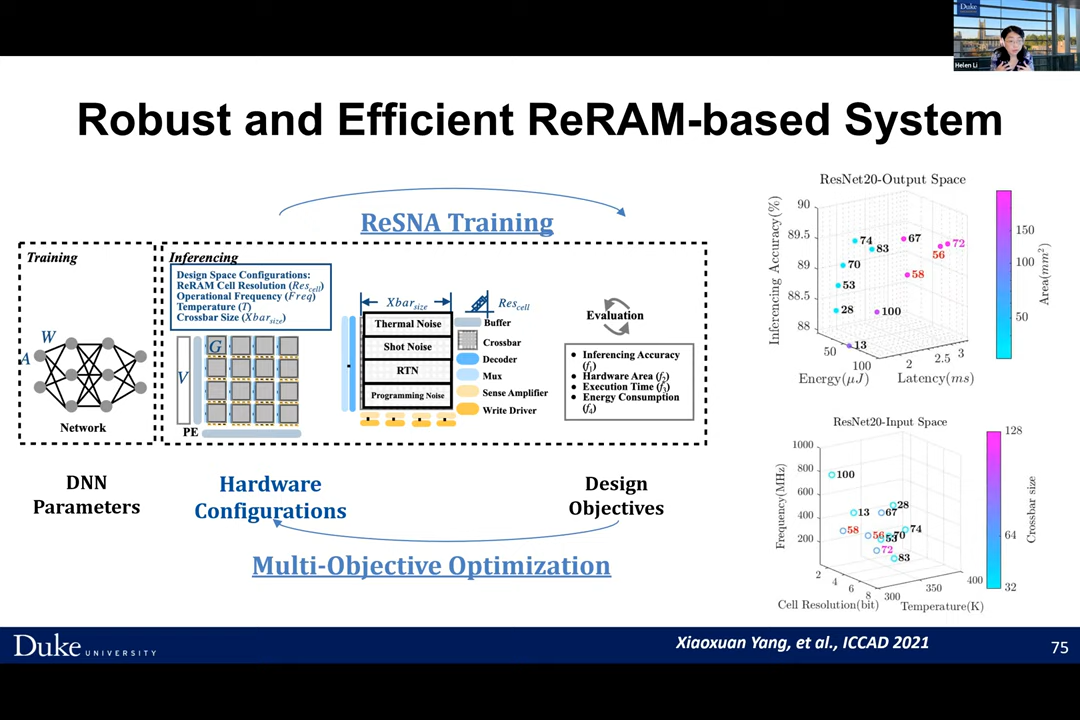 Duke
Helen Li
Robust and Efficient ReRAM-based System
ReSNA Training
Training
W
A
Network
Inferencing
Design Space Configurations:
ReRAM Cell Resolution (Res_cell)
Operational Frequency (Freq)
Temperature (T)
Crossbar Size (Xbar_size)
G
V
PE
Xbar_size
Res_cell
Thermal Noise
Shot Noise
RTN
Programming Noise
Buffer
Crossbar
Decoder
Mux
Sense Amplifier
Write Driver
Evaluation
• Inferencing Accuracy
(f₁)
• Hardware Area (f₂)
• Execution Time (f₃)
• Energy Consumption
(f₄)
DNN
Parameters
Hardware
Configurations
Design
Objectives
Multi-Objective Optimization
ResNet20-Output Space
Inferencing Accuracy(%)
90
89.5
89
88.5
88
74
83
67
72
56
70
58
53
28
100
13
50
100
2
2.5
3
Energy(μJ)
Latency(ms)
150
100
50
Area(mm²)
ResNet20-Input Space
Frequency(MHz)
1000
800
600
400
200
100
28
13
67
58
56
70
74
53
72
83
2
4
6
8
300
350
400
Cell Resolution(bit)
Temperature(K)
128
64
32
Crossbar size
Duke UNIVERSITY
Xiaoxuan Yang, et al., ICCAD 2021
75